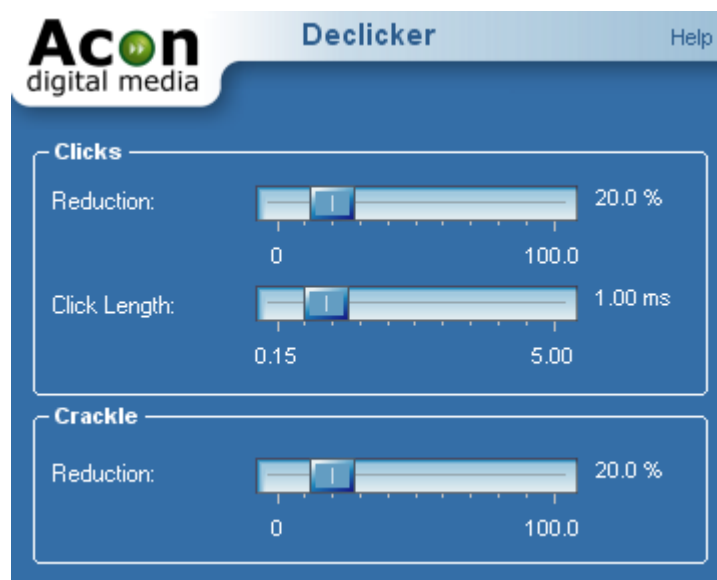 Acon
digital media
Declicker
Help
Clicks
Reduction:
20.0 %
0
100.0
Click Length:
1.00 ms
0.15
5.00
Crackle
Reduction:
20.0 %
0
100.0